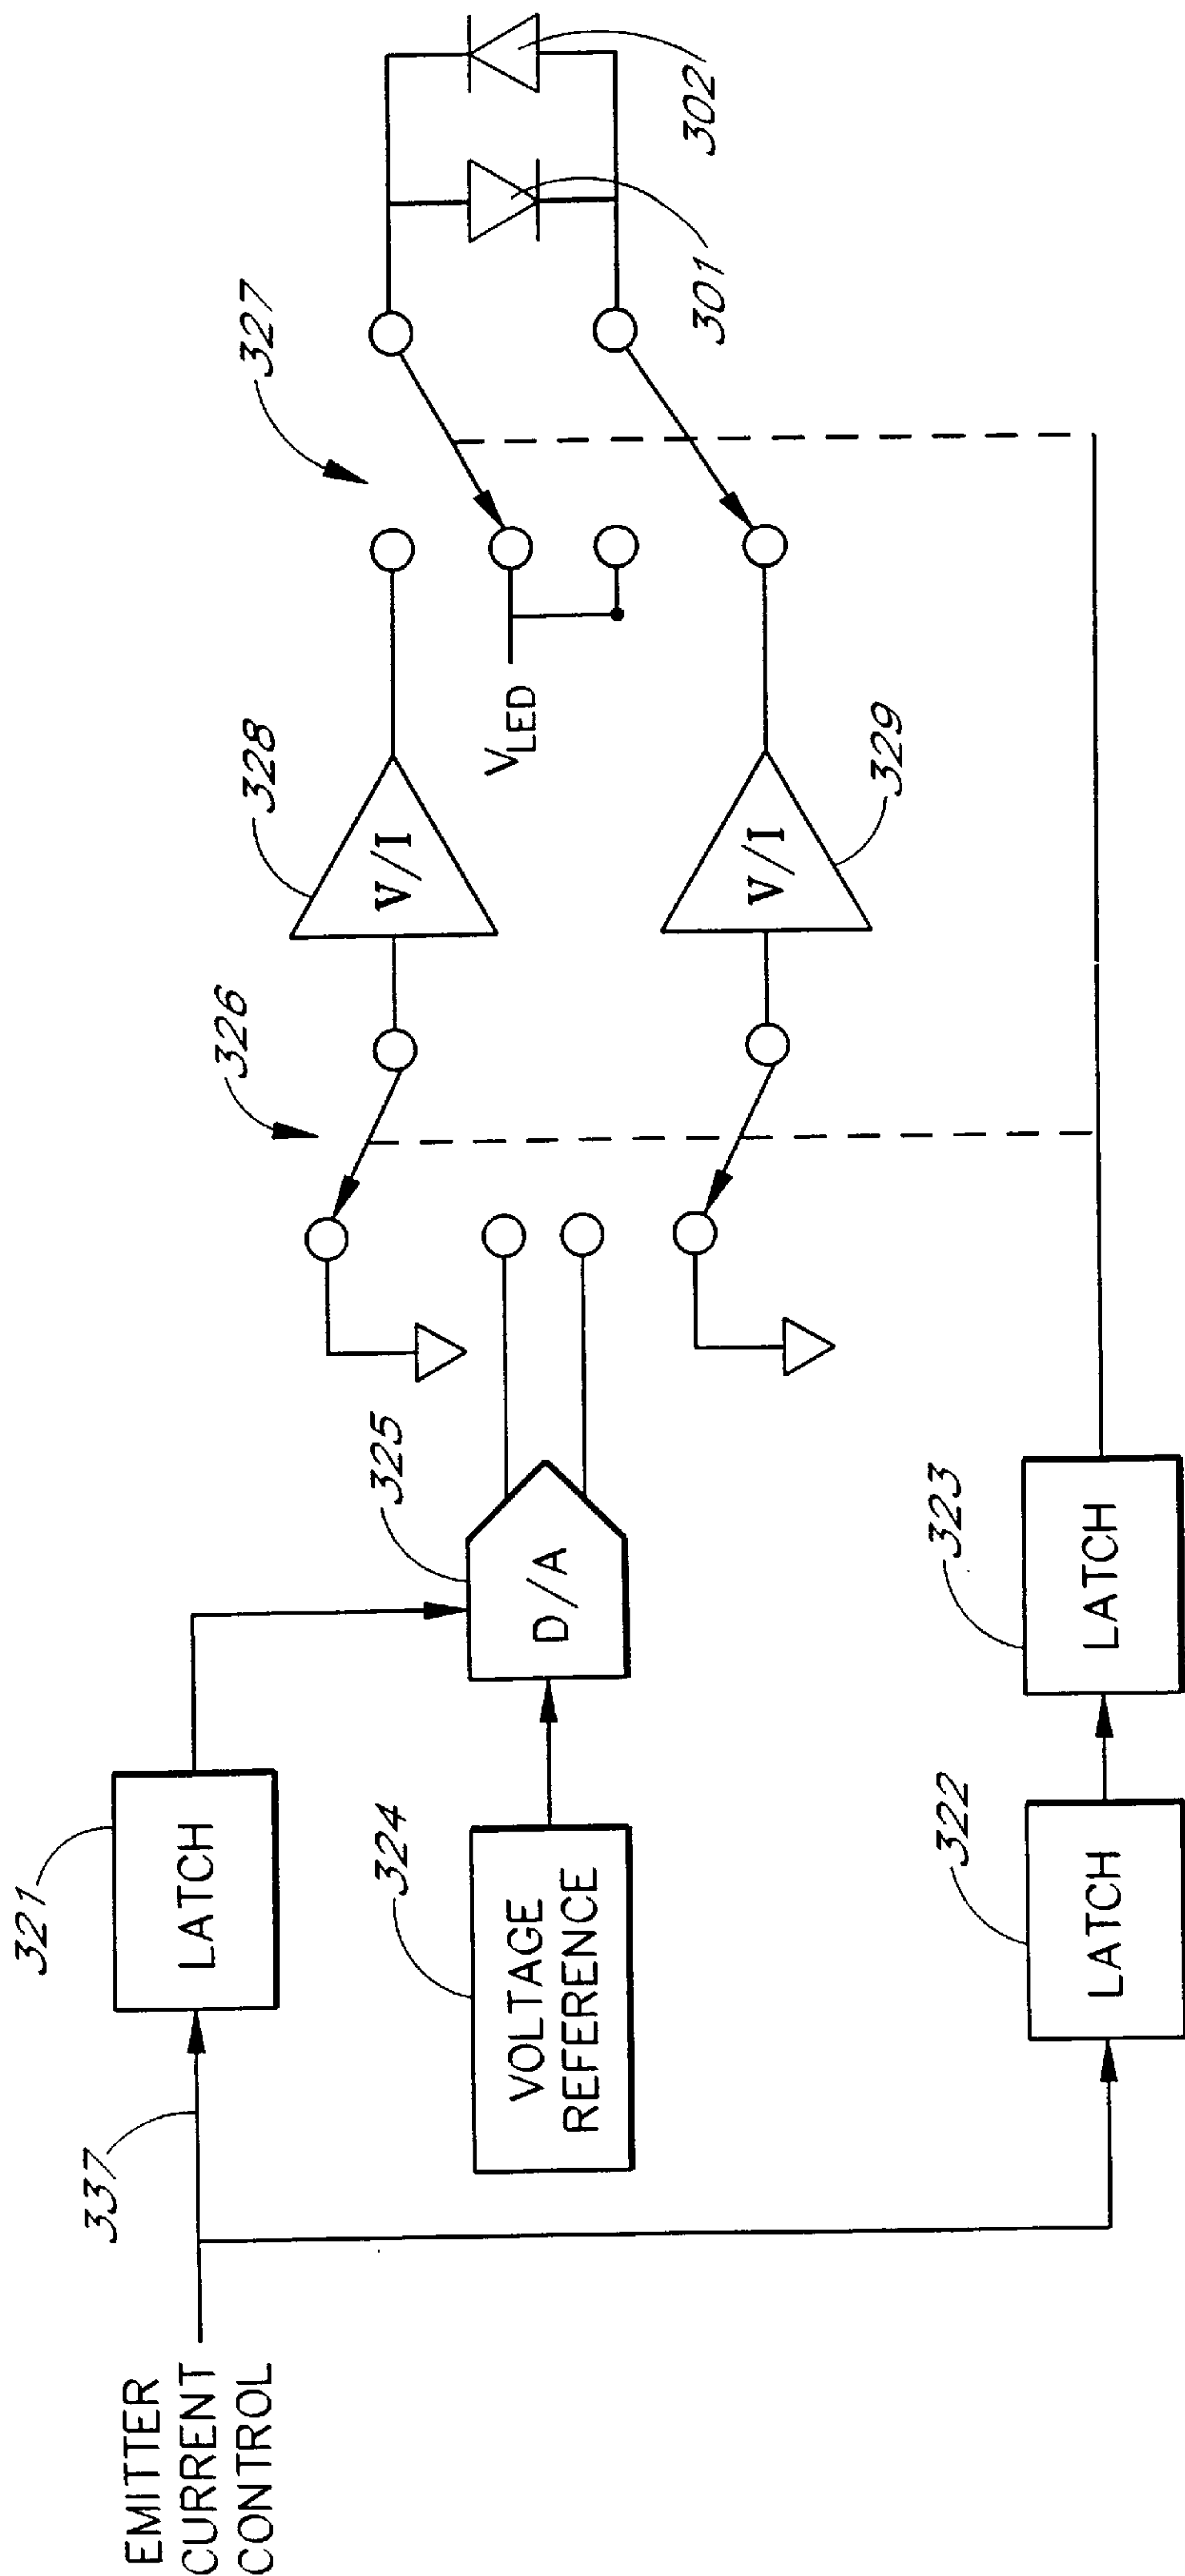 EMITTER
CURRENT
CONTROL
337
321
LATCH
324
VOLTAGE
REFERENCE
325
D/A
322
LATCH
323
LATCH
326
328
V/I
329
V/I
327
VLED
301
302